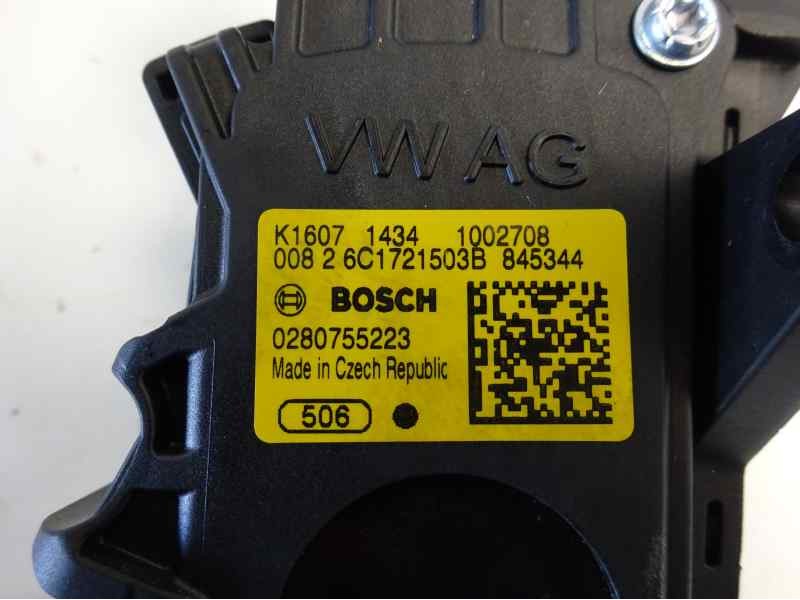 VW AG
K1607 1434 1002708
008 2 6C1721503B 845344
BOSCH
0280755223
Made in Czech Republic
506